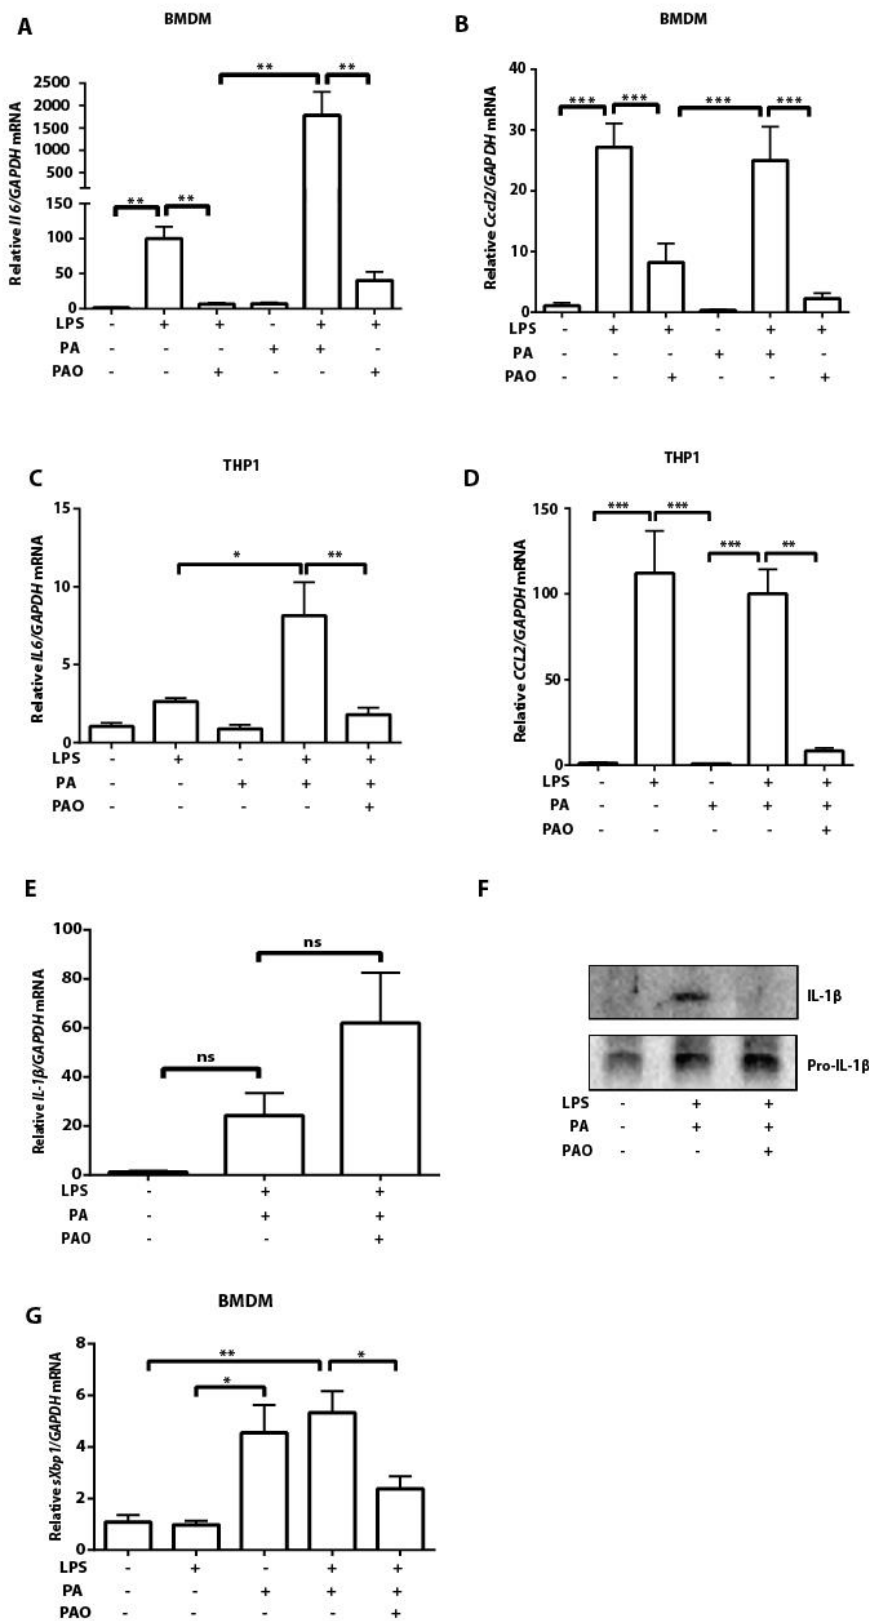 A
BMDM
Relative Il6/GAPDH mRNA
2500
2000
1500
1000
500
150
100
50
0
** ** ** **
LPS - + + - + +
PA - - - + + -
PAO - - + - - +
B
BMDM
Relative Ccl2/GAPDH mRNA
40
30
20
10
0
*** *** *** ***
LPS - + + - + +
PA - - - + + -
PAO - - + - - +
C
THP1
Relative IL6/GAPDH mRNA
15
10
5
0
* **
LPS - + - + +
PA - - + + +
PAO - - - - +
D
THP1
Relative CCL2/GAPDH mRNA
150
100
50
0
*** *** *** **
LPS - + - + +
PA - - + + +
PAO - - - - +
E
Relative IL-1β/GAPDH mRNA
100
80
60
40
20
0
ns
ns
LPS - + +
PA - + +
PAO - - +
F
IL-1β
Pro-IL-1β
LPS - + +
PA - + +
PAO - - +
G
BMDM
Relative sXbp1/GAPDH mRNA
8
6
4
2
0
** * *
LPS - + - + +
PA - - + + +
PAO - - - - +